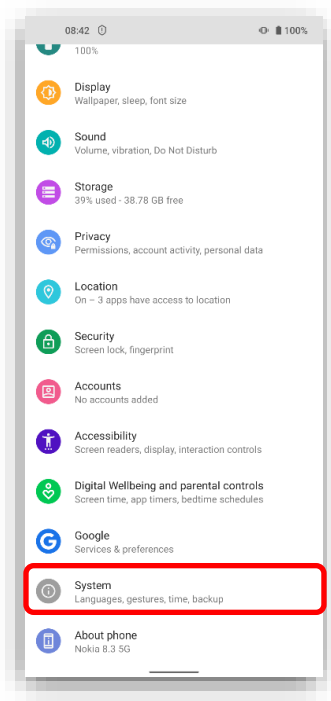 08:42 100%
100%
Display
Wallpaper, sleep, font size
Sound
Volume, vibration, Do Not Disturb
Storage
39% used - 38.78 GB free
Privacy
Permissions, account activity, personal data
Location
On – 3 apps have access to location
Security
Screen lock, fingerprint
Accounts
No accounts added
Accessibility
Screen readers, display, interaction controls
Digital Wellbeing and parental controls
Screen time, app timers, bedtime schedules
Google
Services & preferences
System
Languages, gestures, time, backup
About phone
Nokia 8.3 5G